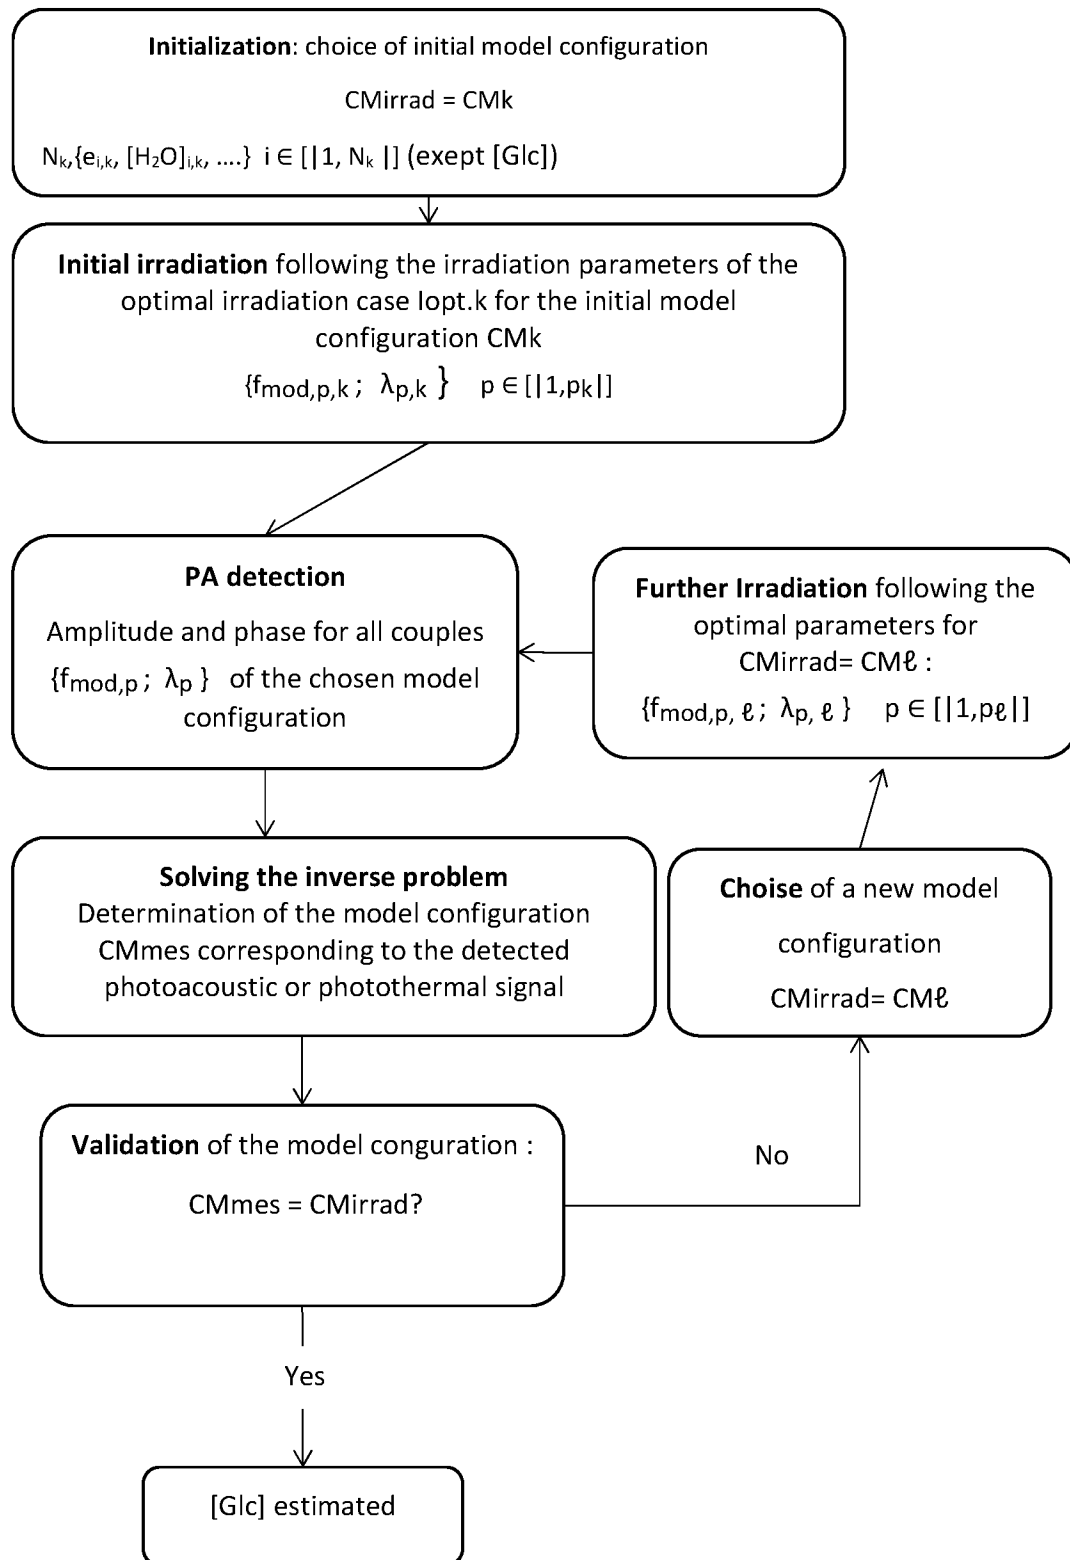 Initialization: choice of initial model configuration
CMirrad = CMk
Nk,{ei,k, [H₂O]i,k, ....} i ∈ [|1, Nk |] (exept [Glc])
Initial irradiation following the irradiation parameters of the
optimal irradiation case Iopt.k for the initial model
configuration CMk
{fmod,p,k ; λp,k } p ∈ [|1,pk|]
PA detection
Amplitude and phase for all couples
{fmod,p ; λp } of the chosen model
configuration
Further Irradiation following the
optimal parameters for
CMirrad= CMℓ :
{fmod,p, ℓ ; λp, ℓ } p ∈ [|1,pℓ|]
Solving the inverse problem
Determination of the model configuration
CMmes corresponding to the detected
photoacoustic or photothermal signal
Choise of a new model
configuration
CMirrad= CMℓ
Validation of the model conguration :
CMmes = CMirrad?
No
Yes
[Glc] estimated